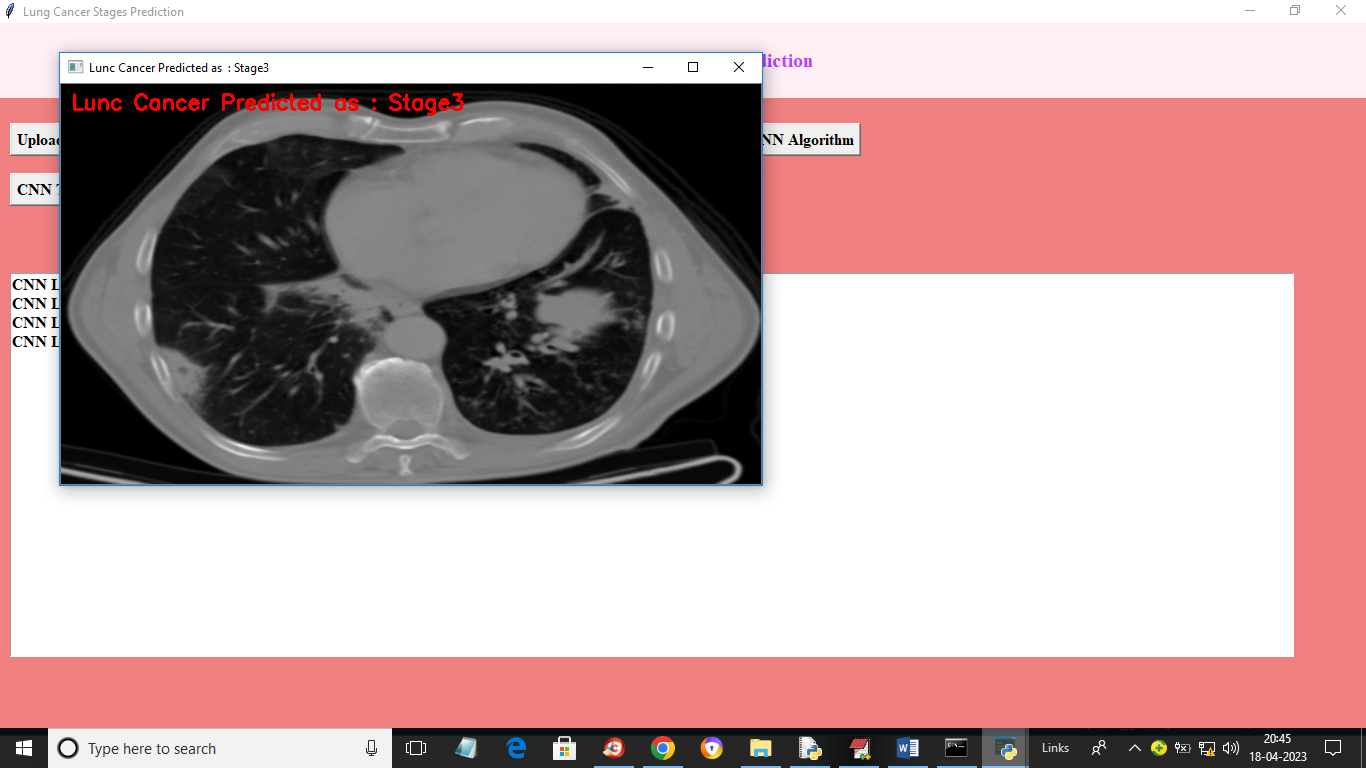 Lung Cancer Stages Prediction
diction
Lunc Cancer Predicted as : Stage3
Lunc Cancer Predicted as : Stage3
Uploa
NN Algorithm
CNN
CNN L
CNN L
CNN L
CNN L
Type here to search
Links
20:45
18-04-2023